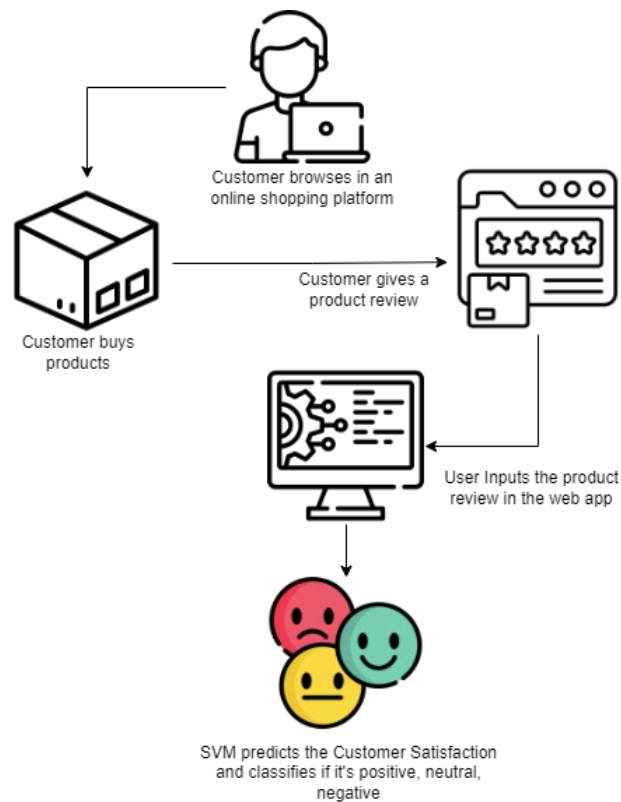 Customer browses in an
online shopping platform
Customer gives a
product review
Customer buys
products
User Inputs the product
review in the web app
SVM predicts the Customer Satisfaction
and classifies if it's positive, neutral,
negative